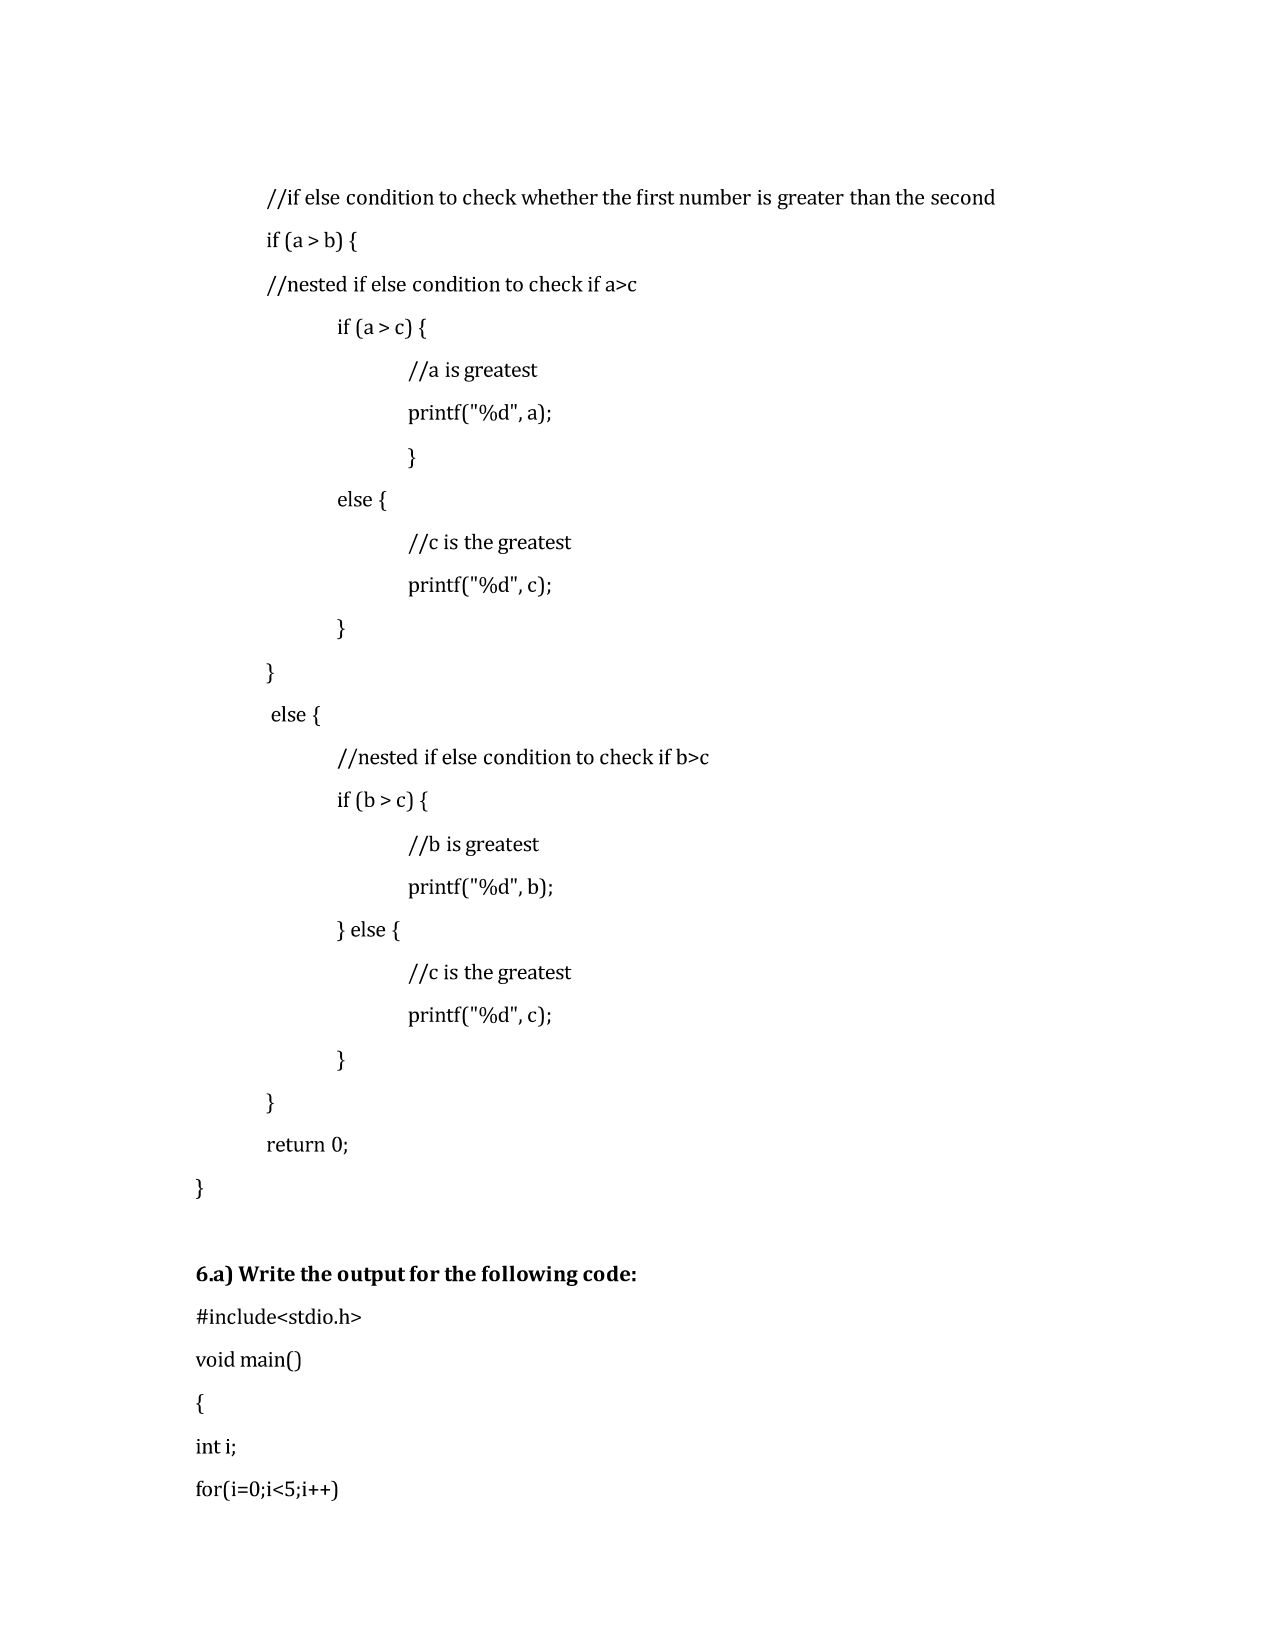 //if else condition to check whether the first number is greater than the second
if (a > b) {
//nested if else condition to check if a>c
if (a > c) {
//a is greatest
printf("%d", a);
}
else {
//c is the greatest
printf("%d", c);
}
}
else {
//nested if else condition to check if b>c
if (b > c) {
//b is greatest
printf("%d", b);
} else {
//c is the greatest
printf("%d", c);
}
}
return 0;
}
6.a) Write the output for the following code:
#include<stdio.h>
void main()
{
int i;
for(i=0;i<5;i++)